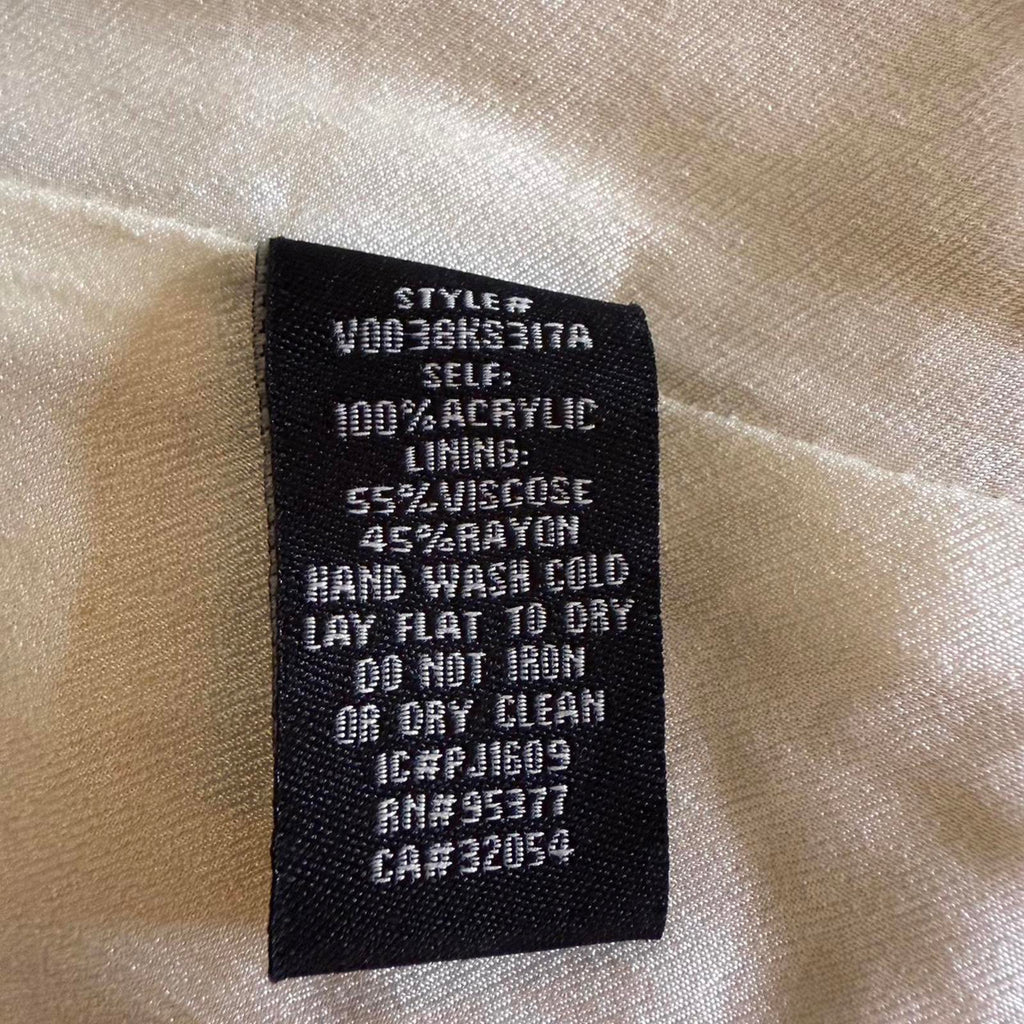 STYLE#
V0038KS317A
SELF:
100%ACRYLIC
LINING:
55%VISCOSE
45%RAYON
HAND WASH COLD
LAY FLAT TO DRY
DO NOT IRON
OR DRY CLEAN
IC#PJ1609
RN#95377
CA#32054